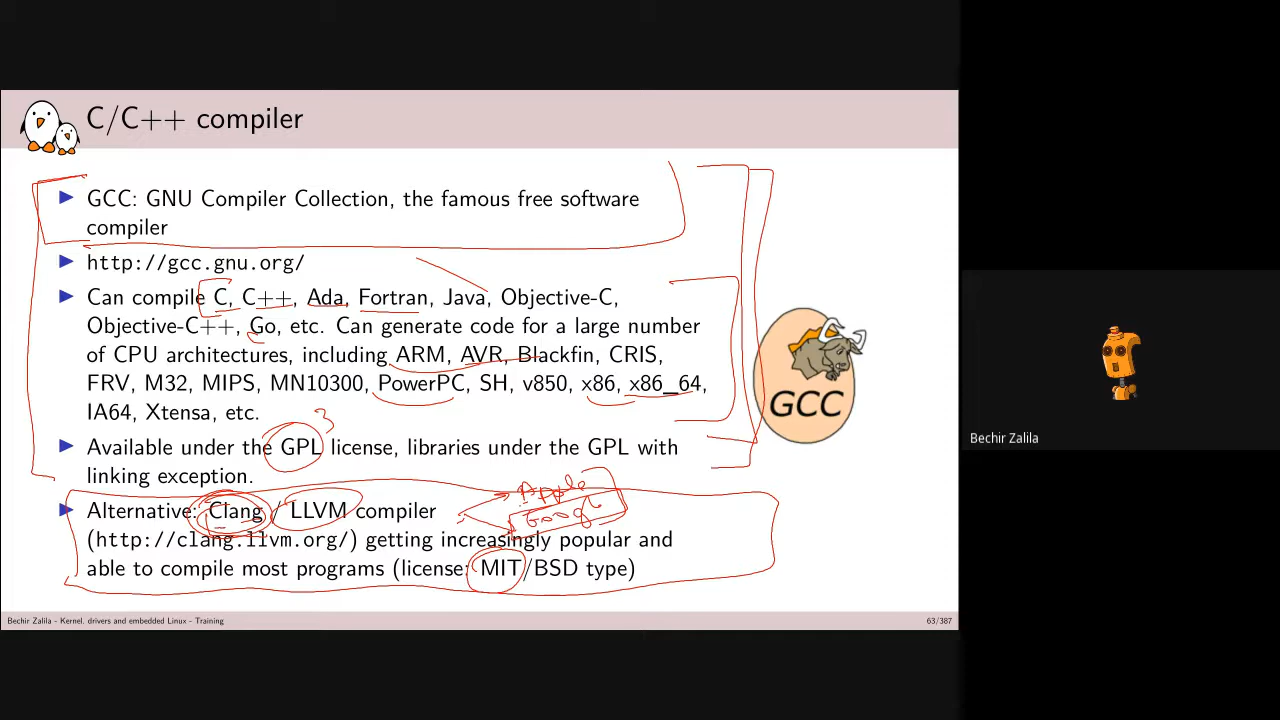 C/C++ compiler
▶ GCC: GNU Compiler Collection, the famous free software
compiler
▶ http://gcc.gnu.org/
▶ Can compile C, C++, Ada, Fortran, Java, Objective-C,
Objective-C++, Go, etc. Can generate code for a large number
of CPU architectures, including ARM, AVR, Blackfin, CRIS,
FRV, M32, MIPS, MN10300, PowerPC, SH, v850, x86, x86_64,
IA64, Xtensa, etc.
GCC
3
▶ Available under the GPL license, libraries under the GPL with
linking exception.
Apple
Google
▶ Alternative: Clang / LLVM compiler
(http://clang.llvm.org/) getting increasingly popular and
able to compile most programs (license: MIT/BSD type)
Bechir Zalila - Kernel, drivers and embedded Linux - Training
63/387
Bechir Zalila